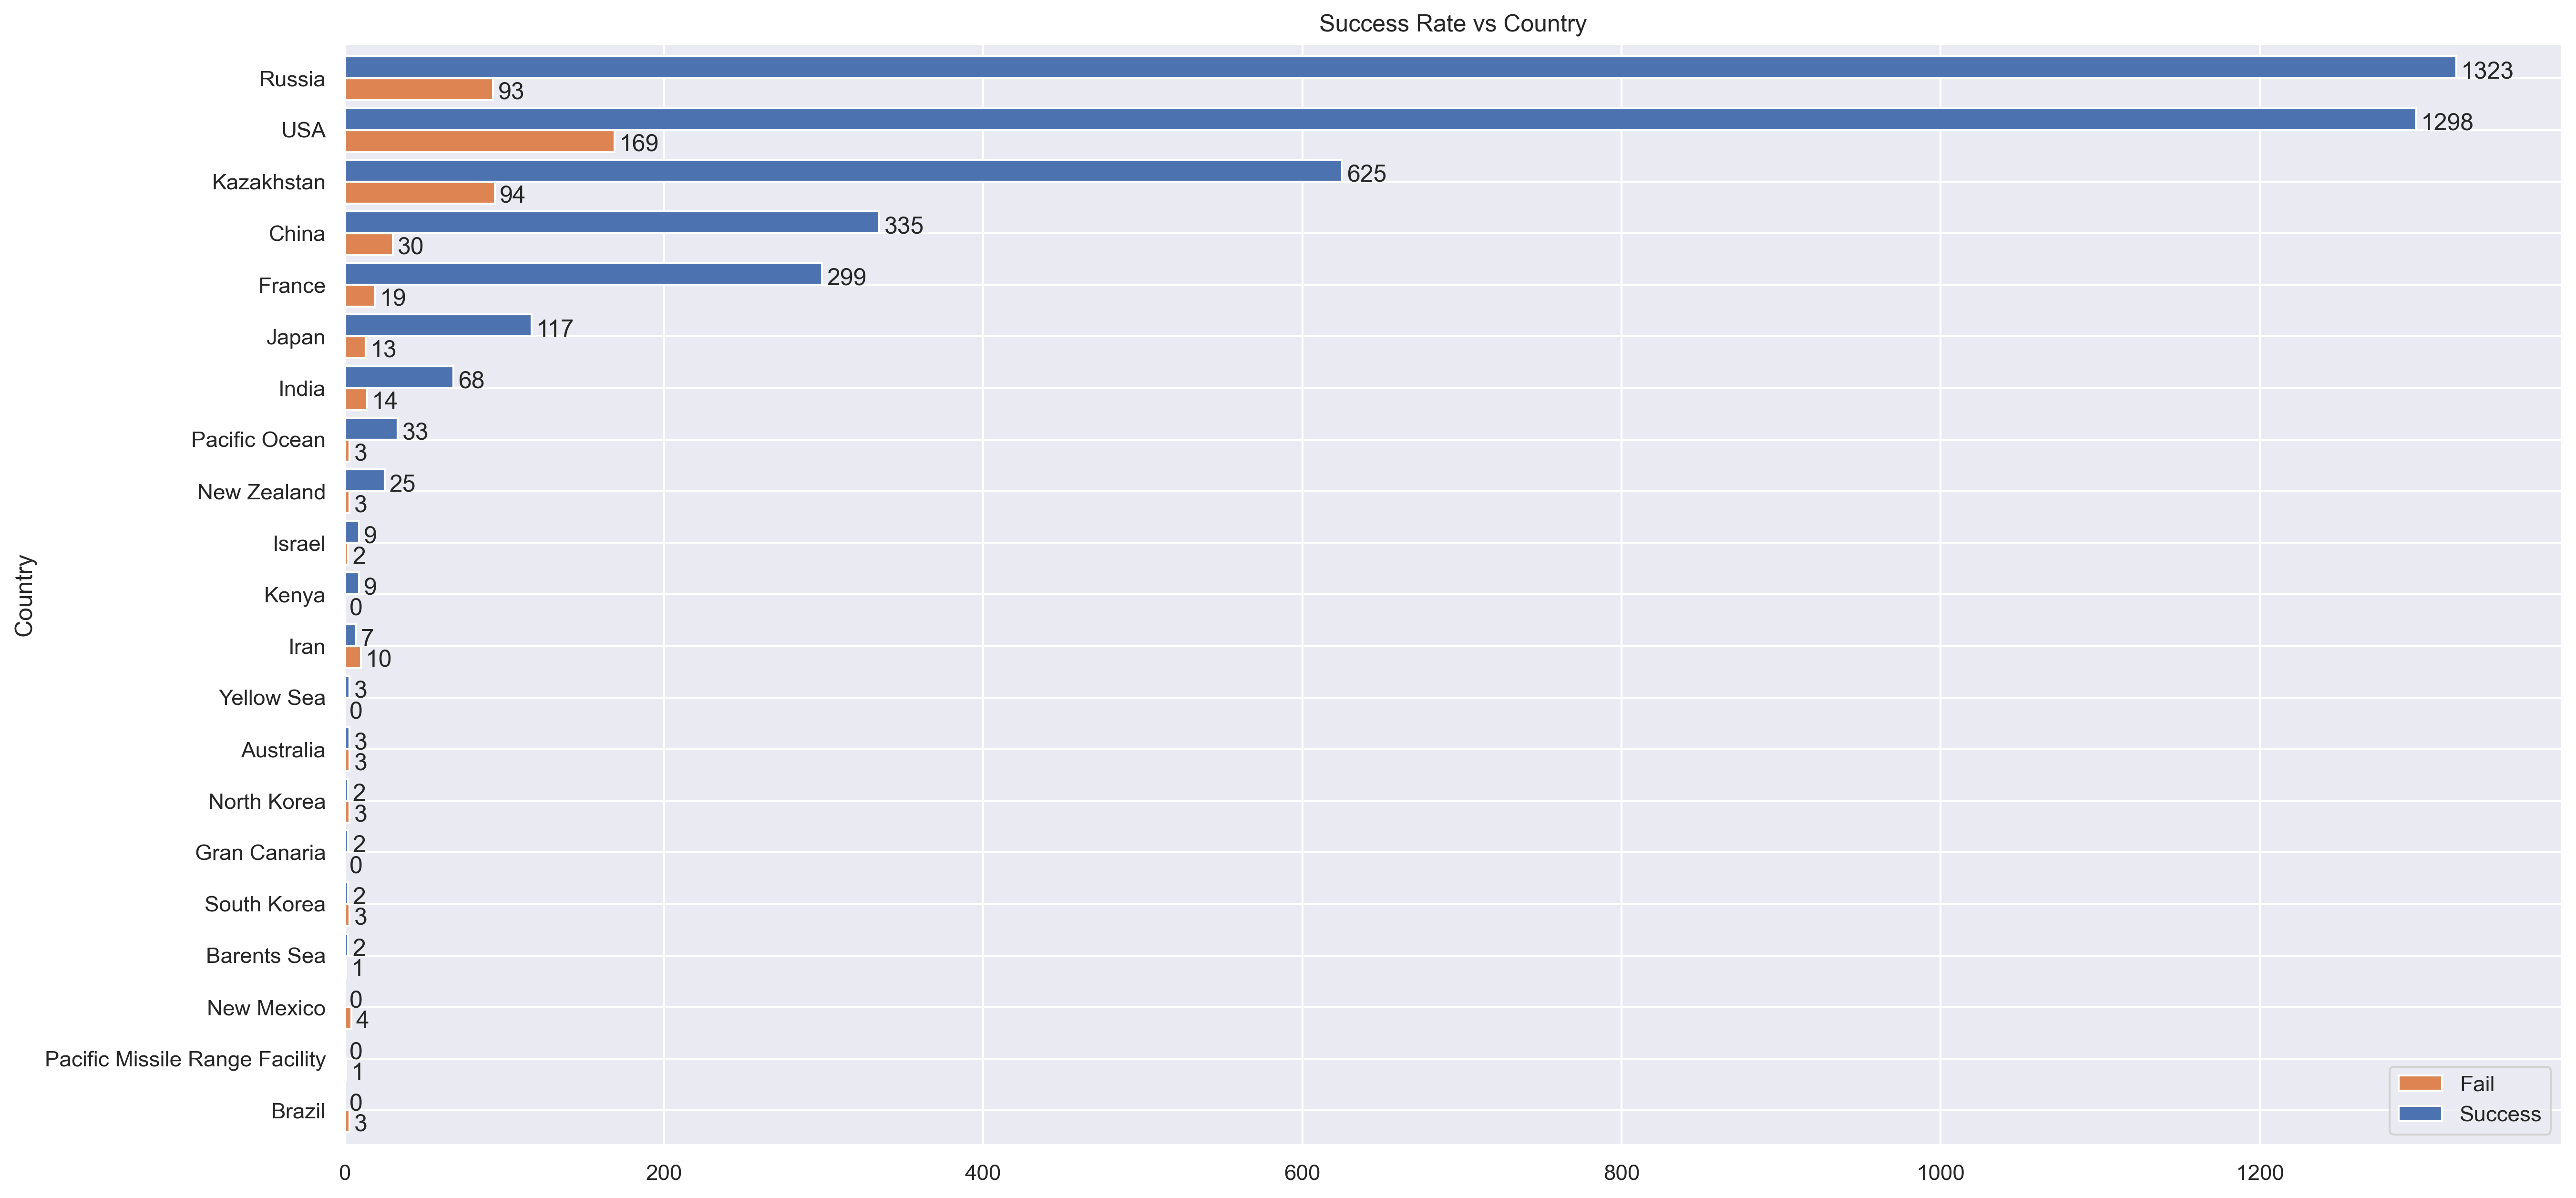 Success Rate vs Country
Country
Russia
1323
93
USA
1298
169
Kazakhstan
625
94
China
335
30
France
299
19
Japan
117
13
India
68
14
Pacific Ocean
33
3
New Zealand
25
3
Israel
9
2
Kenya
9
0
Iran
7
10
Yellow Sea
3
0
Australia
3
3
North Korea
2
3
Gran Canaria
2
0
South Korea
2
3
Barents Sea
2
1
New Mexico
0
4
Pacific Missile Range Facility
0
1
Brazil
0
3
Fail
Success
0 200 400 600 800 1000 1200